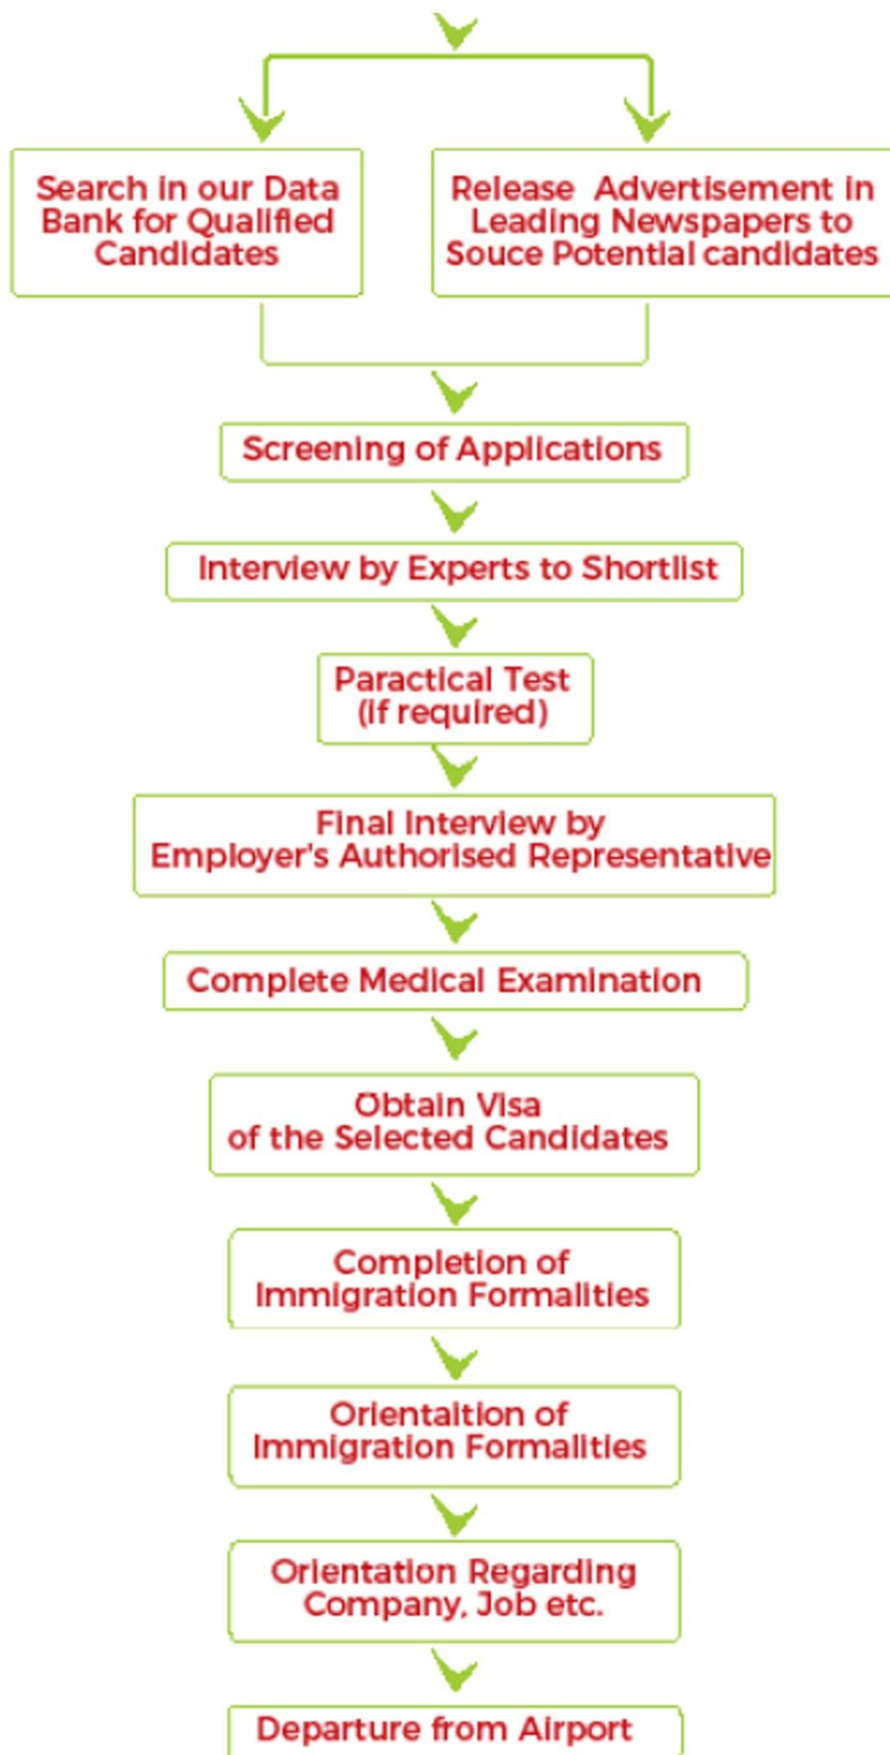 Search in our Data
Bank for Qualified
Candidates
Release Advertisement in
Leading Newspapers to
Souce Potential candidates
Screening of Applications
Interview by Experts to Shortlist
Paractical Test
(if required)
Final Interview by
Employer's Authorised Representative
Complete Medical Examination
Obtain Visa
of the Selected Candidates
Completion of
Immigration Formalities
Orientaition of
Immigration Formalities
Orientation Regarding
Company, Job etc.
Departure from Airport